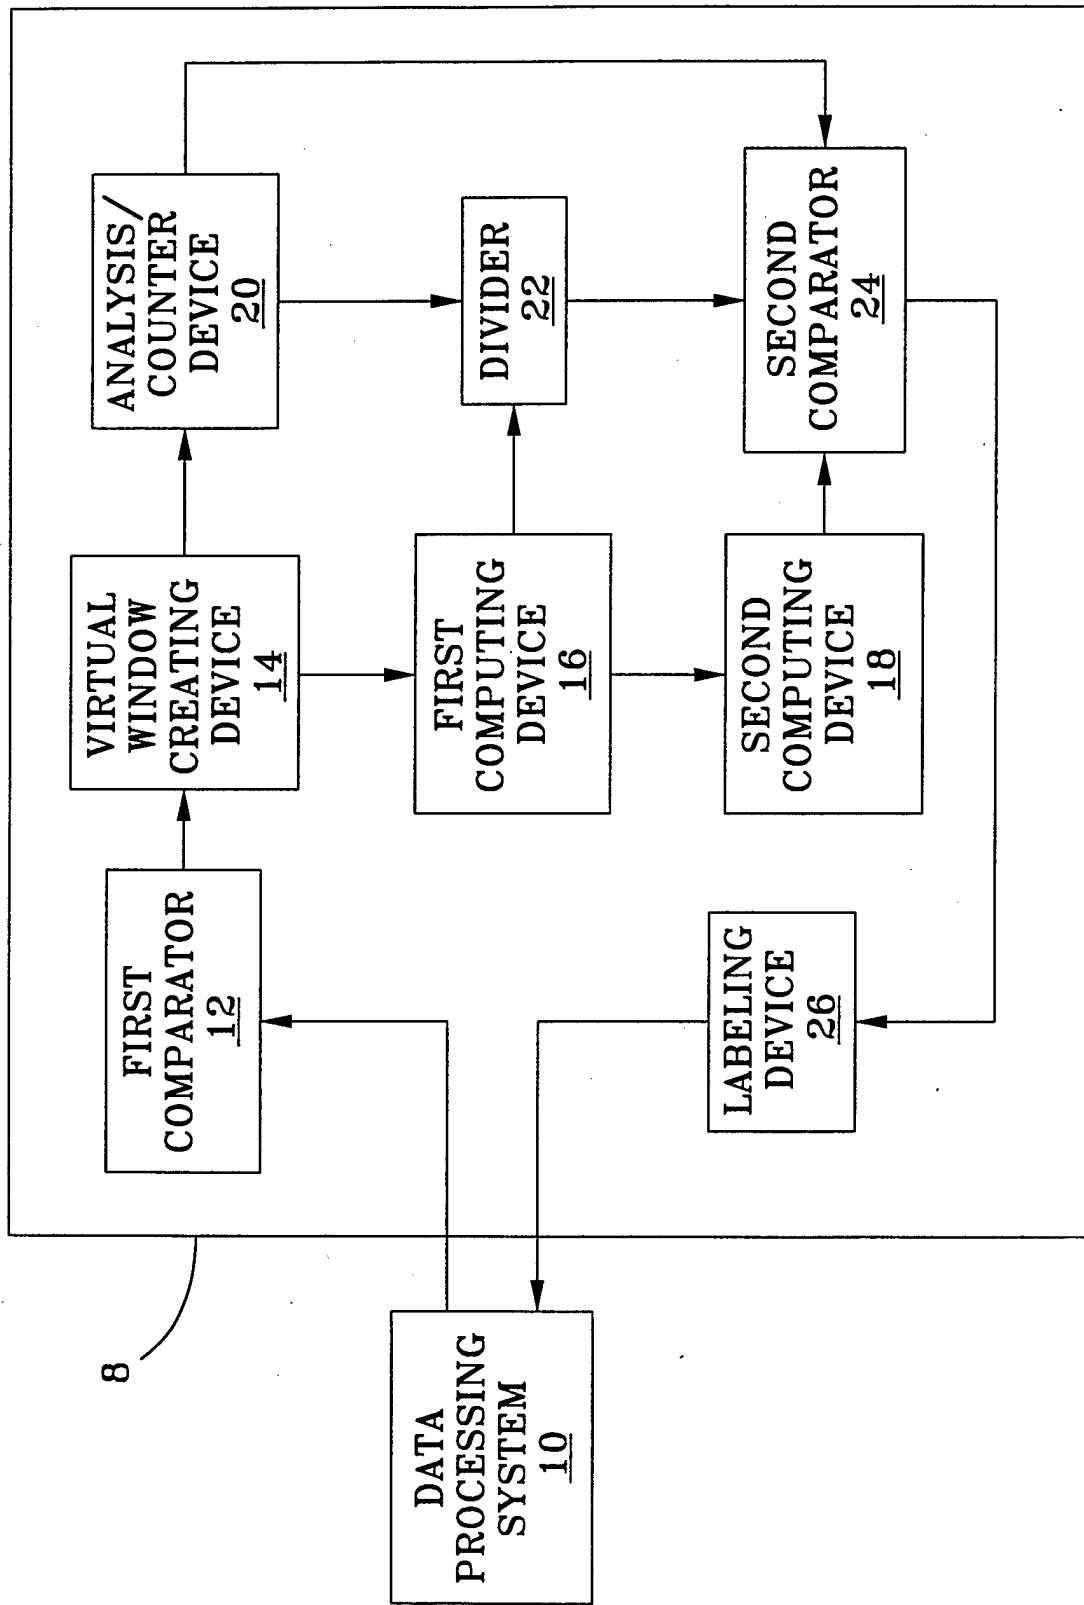 8
DATA
PROCESSING
SYSTEM
10
FIRST
COMPARATOR
12
VIRTUAL
WINDOW
CREATING
DEVICE
14
ANALYSIS/
COUNTER
DEVICE
20
FIRST
COMPUTING
DEVICE
16
DIVIDER
22
LABELING
DEVICE
26
SECOND
COMPUTING
DEVICE
18
SECOND
COMPARATOR
24